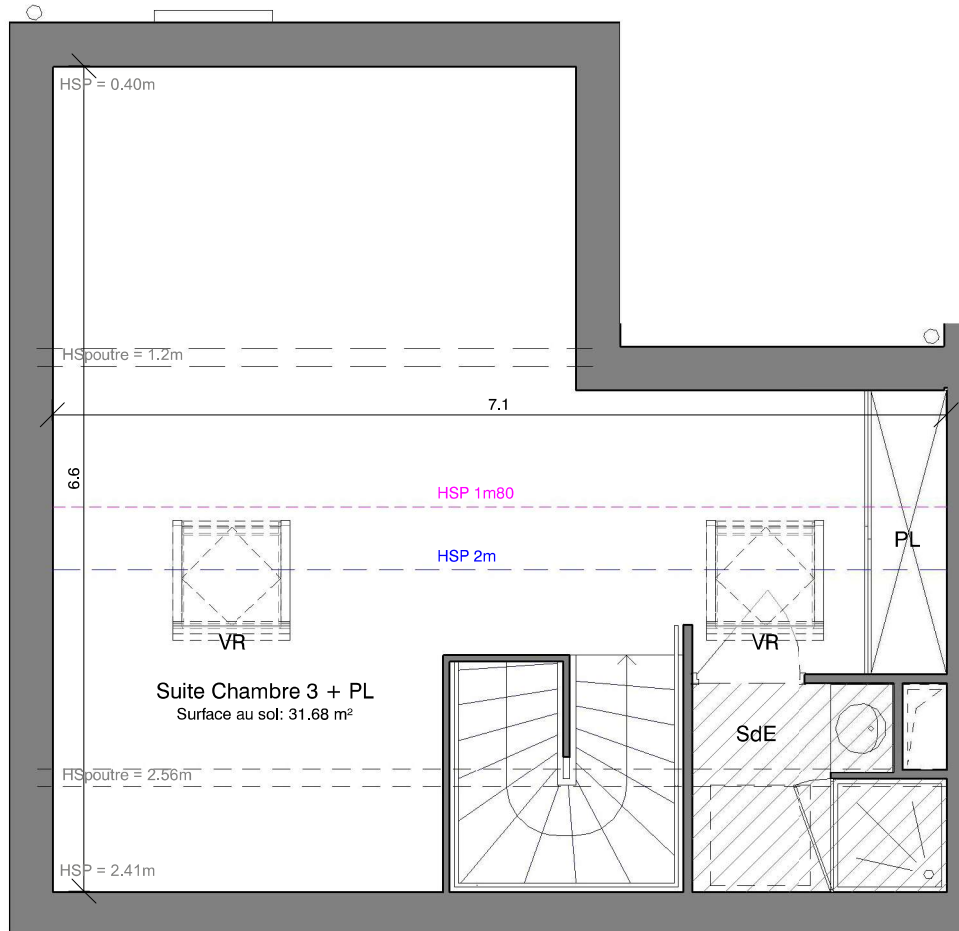 HSP = 0.40m
HSpoutre = 1.2m
7.1
6.6
HSP 1m80
PL
HSP 2m
VR
VR
Suite Chambre 3 + PL
Surface au sol: 31.68 m²
SdE
HSpoutre = 2.56m
HSP = 2.41m